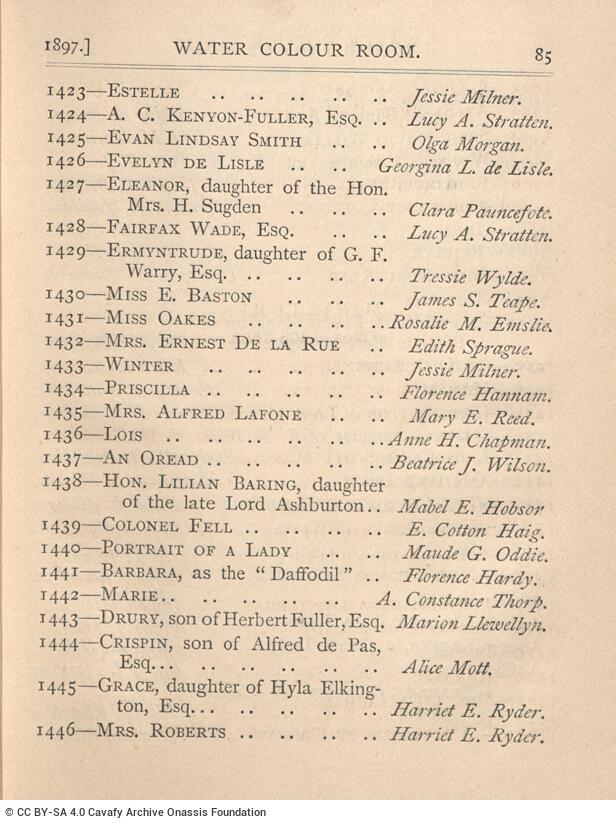 1897.] WATER COLOUR ROOM. 85
1423—Estelle .. .. .. .. .. Jessie Milner.
1424—A. C. Kenyon-Fuller, Esq. .. Lucy A. Stratten.
1425—Evan Lindsay Smith .. .. Olga Morgan.
1426—Evelyn de Lisle .. .. Georgina L. de Lisle.
1427—Eleanor, daughter of the Hon.
Mrs. H. Sugden .. .. .. Clara Pauncefote.
1428—Fairfax Wade, Esq. .. .. Lucy A. Stratten.
1429—Ermyntrude, daughter of G. F.
Warry, Esq. .. .. .. .. Tressie Wylde.
1430—Miss E. Baston .. .. .. James S. Teape.
1431—Miss Oakes .. .. .. .. Rosalie M. Emslie.
1432—Mrs. Ernest De la Rue .. Edith Sprague.
1433—Winter .. .. .. .. .. Jessie Milner.
1434—Priscilla .. .. .. .. .. Florence Hannam.
1435—Mrs. Alfred Lafone .. .. Mary E. Reed.
1436—Lois .. .. .. .. .. .. Anne H. Chapman.
1437—An Oread .. .. .. .. .. Beatrice J. Wilson.
1438—Hon. Lilian Baring, daughter
of the late Lord Ashburton.. Mabel E. Hobsor
1439—Colonel Fell .. .. .. .. E. Cotton Haig.
1440—Portrait of a Lady .. .. Maude G. Oddie.
1441—Barbara, as the “Daffodil” .. Florence Hardy.
1442—Marie.. .. .. .. .. .. A. Constance Thorp.
1443—Drury, son of Herbert Fuller, Esq. Marion Llewellyn.
1444—Crispin, son of Alfred de Pas,
Esq... .. .. .. .. .. Alice Mott.
1445—Grace, daughter of Hyla Elking-
ton, Esq... .. .. .. .. Harriet E. Ryder.
1446—Mrs. Roberts .. .. .. .. Harriet E. Ryder.
© CC BY-SA 4.0 Cavafy Archive Onassis Foundation